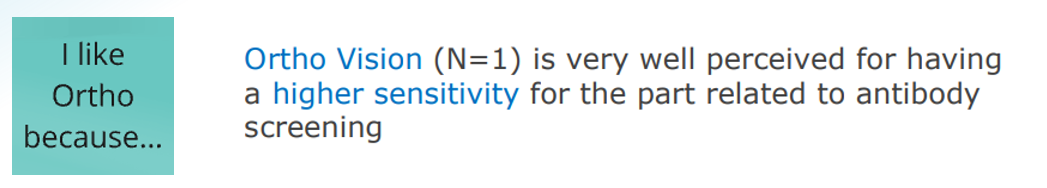 I like
Ortho
because...
Ortho Vision (N=1) is very well perceived for having
a higher sensitivity for the part related to antibody
screening